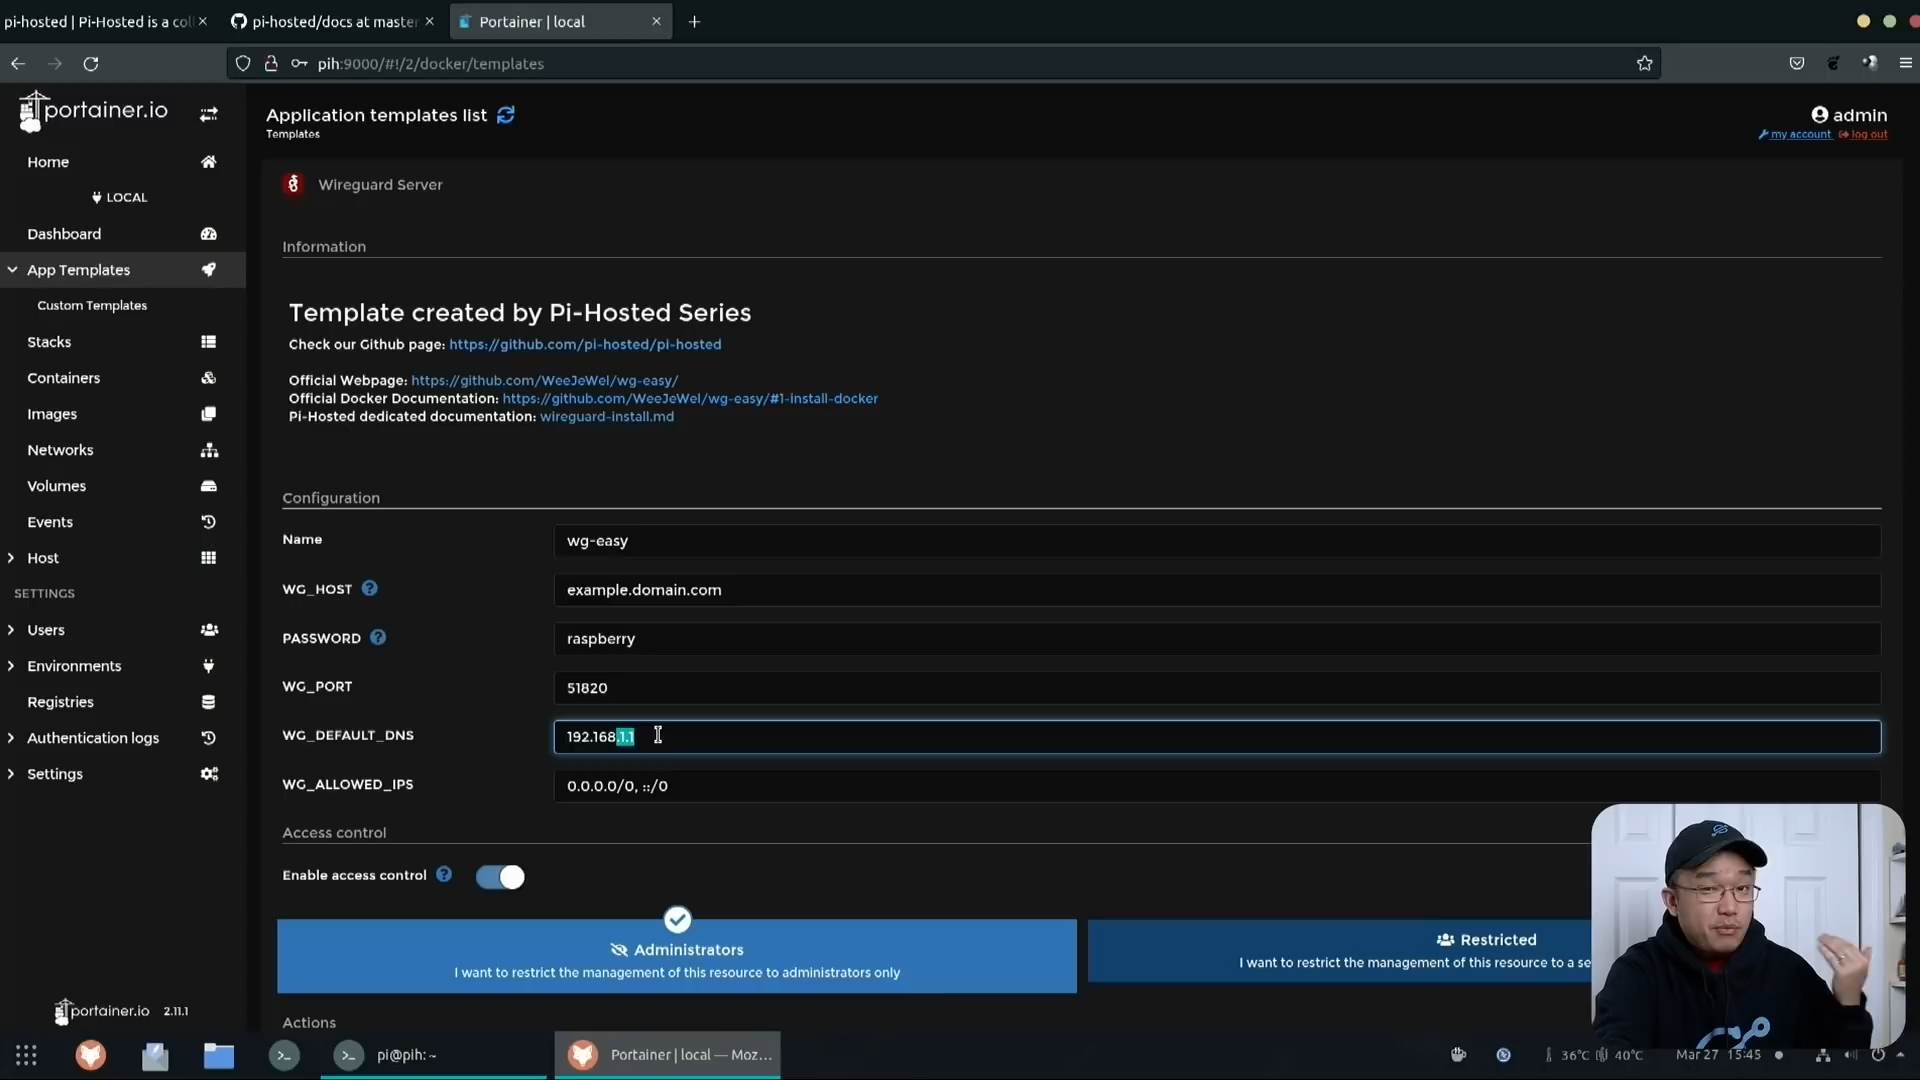 pi-hosted | Pi-Hosted is a col
pi-hosted/docs at master
Portainer | local
pih:9000/#!/2/docker/templates
portainer.io
Home
LOCAL
Dashboard
App Templates
Custom Templates
Stacks
Containers
Images
Networks
Volumes
Events
Host
SETTINGS
Users
Environments
Registries
Authentication logs
Settings
portainer.io 2.11.1
Application templates list
Templates
admin
my account log out
Wireguard Server
Information
Template created by Pi-Hosted Series
Check our Github page: https://github.com/pi-hosted/pi-hosted
Official Webpage: https://github.com/WeeJeWel/wg-easy/
Official Docker Documentation: https://github.com/WeeJeWel/wg-easy/#1-install-docker
Pi-Hosted dedicated documentation: wireguard-install.md
Configuration
Name wg-easy
WG_HOST example.domain.com
PASSWORD raspberry
WG_PORT 51820
WG_DEFAULT_DNS 192.168.1.1
WG_ALLOWED_IPS 0.0.0.0/0, ::/0
Access control
Enable access control
Administrators
I want to restrict the management of this resource to administrators only
Restricted
I want to restrict the management of this resource to a se
Actions
pi@pih: ~
Portainer | local — Moz...
36°C 40°C Mar 27 15:45